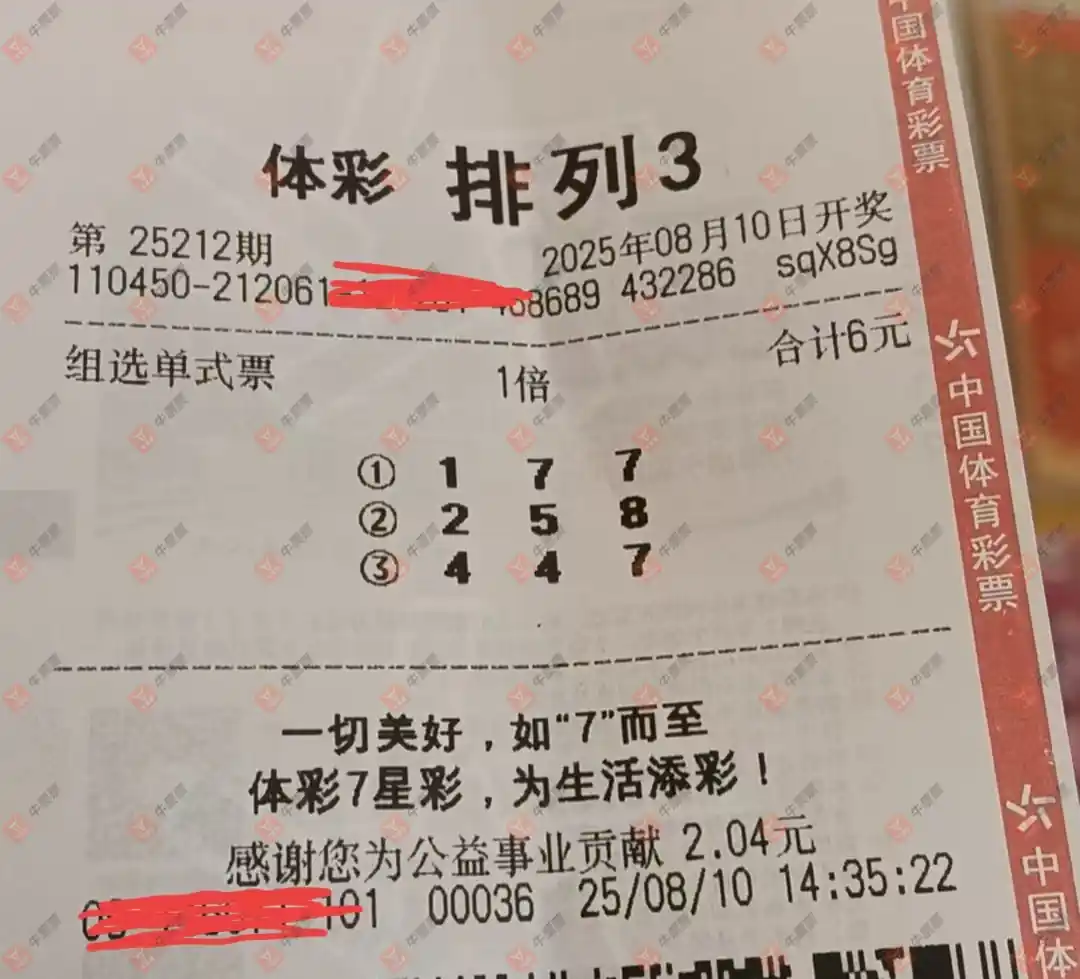 体彩 排列3
第 25212期 2025年08月10日开奖
110450-212061 68689 432286 sqX8Sg
组选单式票 1倍 合计6元
① 1 7 7
② 2 5 8
③ 4 4 7
一切美好，如“7”而至
体彩7星彩，为生活添彩！
感谢您为公益事业贡献 2.04元
101 00036 25/08/10 14:35:22
中国体育彩票
中国体育彩票
中国体
牛票票